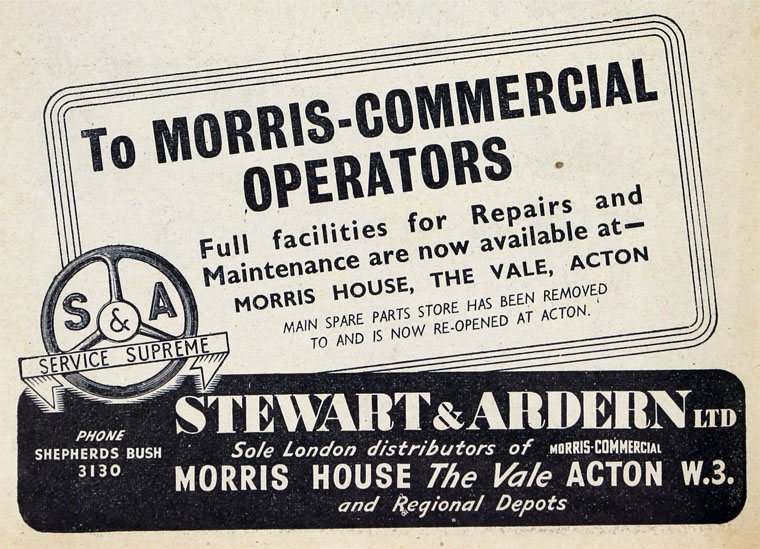 To MORRIS-COMMERCIAL
OPERATORS
Full facilities for Repairs and
Maintenance are now available at—
MORRIS HOUSE, THE VALE, ACTON
MAIN SPARE PARTS STORE HAS BEEN REMOVED
TO AND IS NOW RE-OPENED AT ACTON.
S & A
SERVICE SUPREME
STEWART & ARDERN LTD
PHONE
SHEPHERDS BUSH
3130
Sole London distributors of MORRIS-COMMERCIAL
MORRIS HOUSE The Vale ACTON W.3.
and Regional Depots